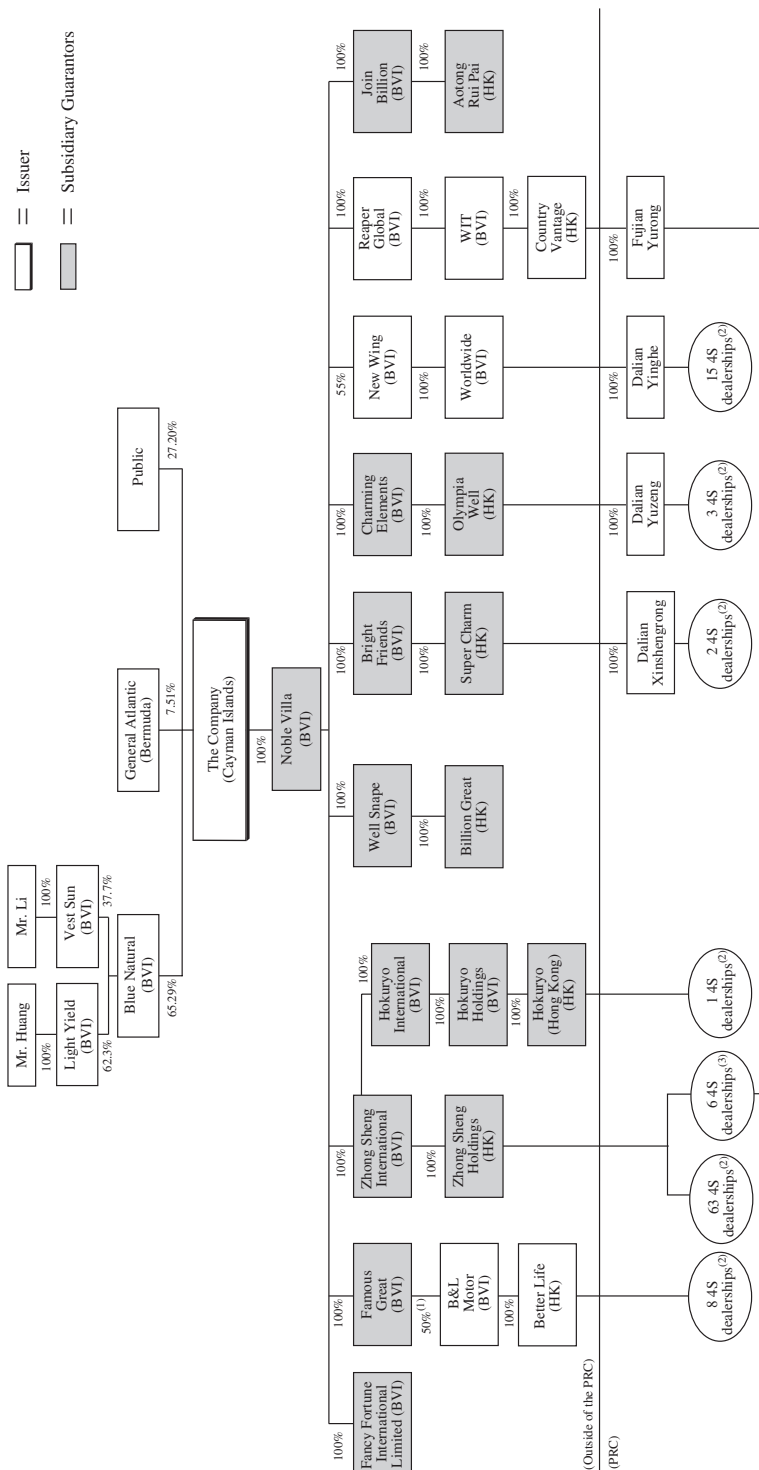 = Issuer
= Subsidiary Guarantors
Mr. Huang
Mr. Li
100%
100%
Light Yield
(BVI)
Vest Sun
(BVI)
62.3%
37.7%
Blue Natural
(BVI)
General Atlantic
(Bermuda)
Public
65.29%
7.51%
27.20%
The Company
(Cayman Islands)
100%
Noble Villa
(BVI)
100%
Fancy Fortune
International
Limited (BVI)
100%
Famous
Great
(BVI)
50%(1)
B&L
Motor
(BVI)
100%
Better Life
(HK)
100%
Zhong Sheng
International
(BVI)
100%
Zhong Sheng
Holdings
(HK)
100%
Hokuryo
International
(BVI)
100%
Hokuryo
Holdings
(BVI)
100%
Hokuryo
(Hong Kong)
(HK)
100%
Well Snape
(BVI)
100%
Billion Great
(HK)
100%
Bright
Friends
(BVI)
100%
Super Charm
(HK)
100%
Charming
Elements
(BVI)
100%
Olympia
Well
(HK)
55%
New Wing
(BVI)
100%
Worldwide
(BVI)
100%
Reaper
Global
(BVI)
100%
WIT
(BVI)
100%
Country
Vantage
(HK)
100%
Join
Billion
(BVI)
100%
Aotong
Rui Pai
(HK)
(Outside of the PRC)
(PRC)
8 4S
dealerships(2)
63 4S
dealerships(2)
6 4S
dealerships(3)
1 4S
dealerships(2)
100%
Dalian
Xinshengrong
2 4S
dealerships(2)
100%
Dalian
Yuzeng
3 4S
dealerships(2)
100%
Dalian
Yinghe
15 4S
dealerships(2)
100%
Fujian
Yurong